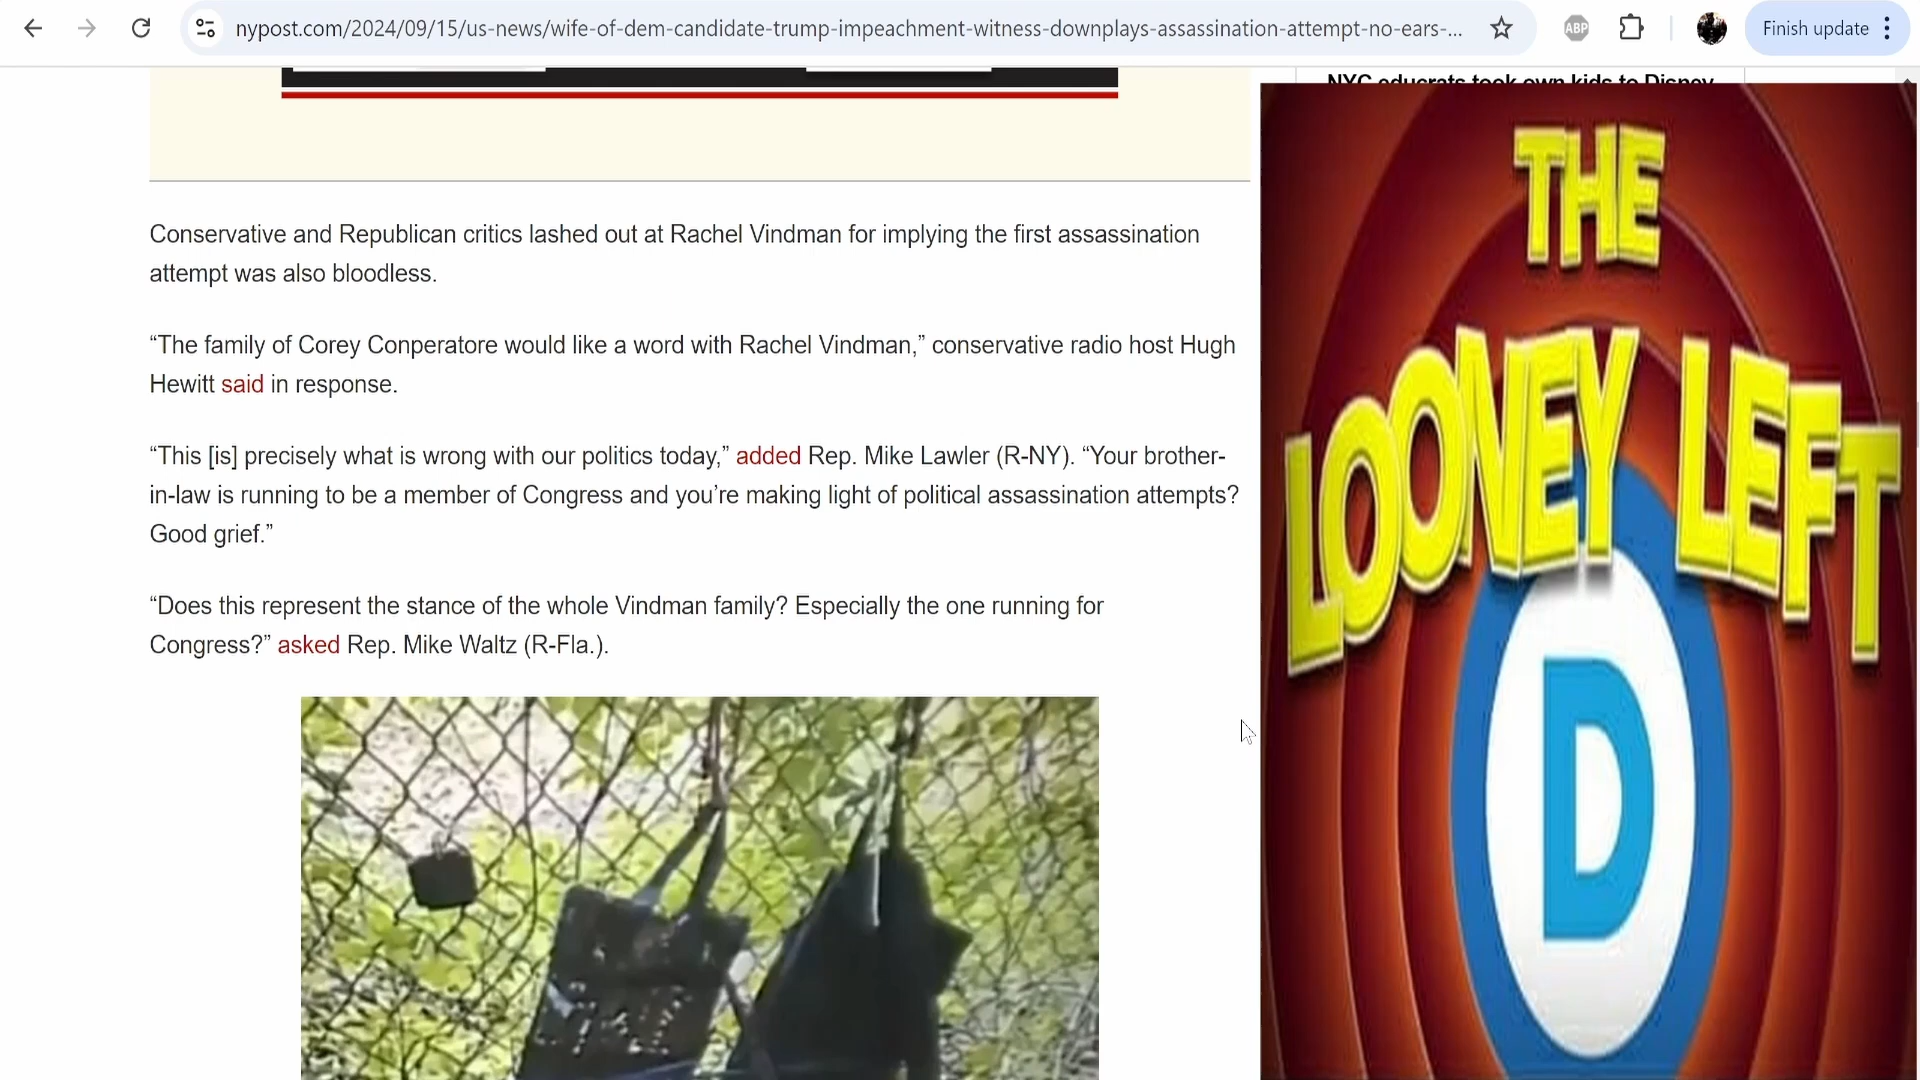 nypost.com/2024/09/15/us-news/wife-of-dem-candidate-trump-impeachment-witness-downplays-assassination-attempt-no-ears-...
ABP
Finish update
NYC educrats took own kids to Disney
Conservative and Republican critics lashed out at Rachel Vindman for implying the first assassination
attempt was also bloodless.
“The family of Corey Conperatore would like a word with Rachel Vindman,” conservative radio host Hugh
Hewitt said in response.
“This [is] precisely what is wrong with our politics today,” added Rep. Mike Lawler (R-NY). “Your brother-
in-law is running to be a member of Congress and you’re making light of political assassination attempts?
Good grief.”
“Does this represent the stance of the whole Vindman family? Especially the one running for
Congress?” asked Rep. Mike Waltz (R-Fla.).
THE
LOONEY LEFT
D